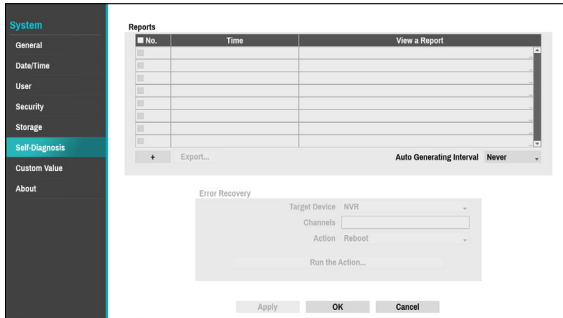 System
General
Date/Time
User
Security
Storage
Self-Diagnosis
Custom Value
About
Reports
No. Time View a Report
...
...
...
...
...
...
...
...
+ Export... Auto Generating Interval Never
Error Recovery
Target Device NVR
Channels
Action Reboot
Run the Action...
Apply OK Cancel